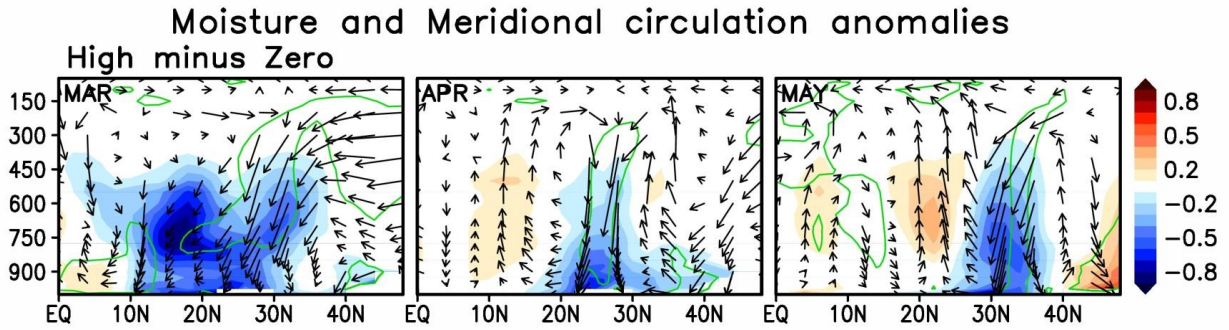 Moisture and Meridional circulation anomalies
High minus Zero
MAR
APR
MAY
150
300
450
600
750
900
EQ 10N 20N 30N 40N
EQ 10N 20N 30N 40N
EQ 10N 20N 30N 40N
0.8
0.5
0.2
−0.2
−0.5
−0.8